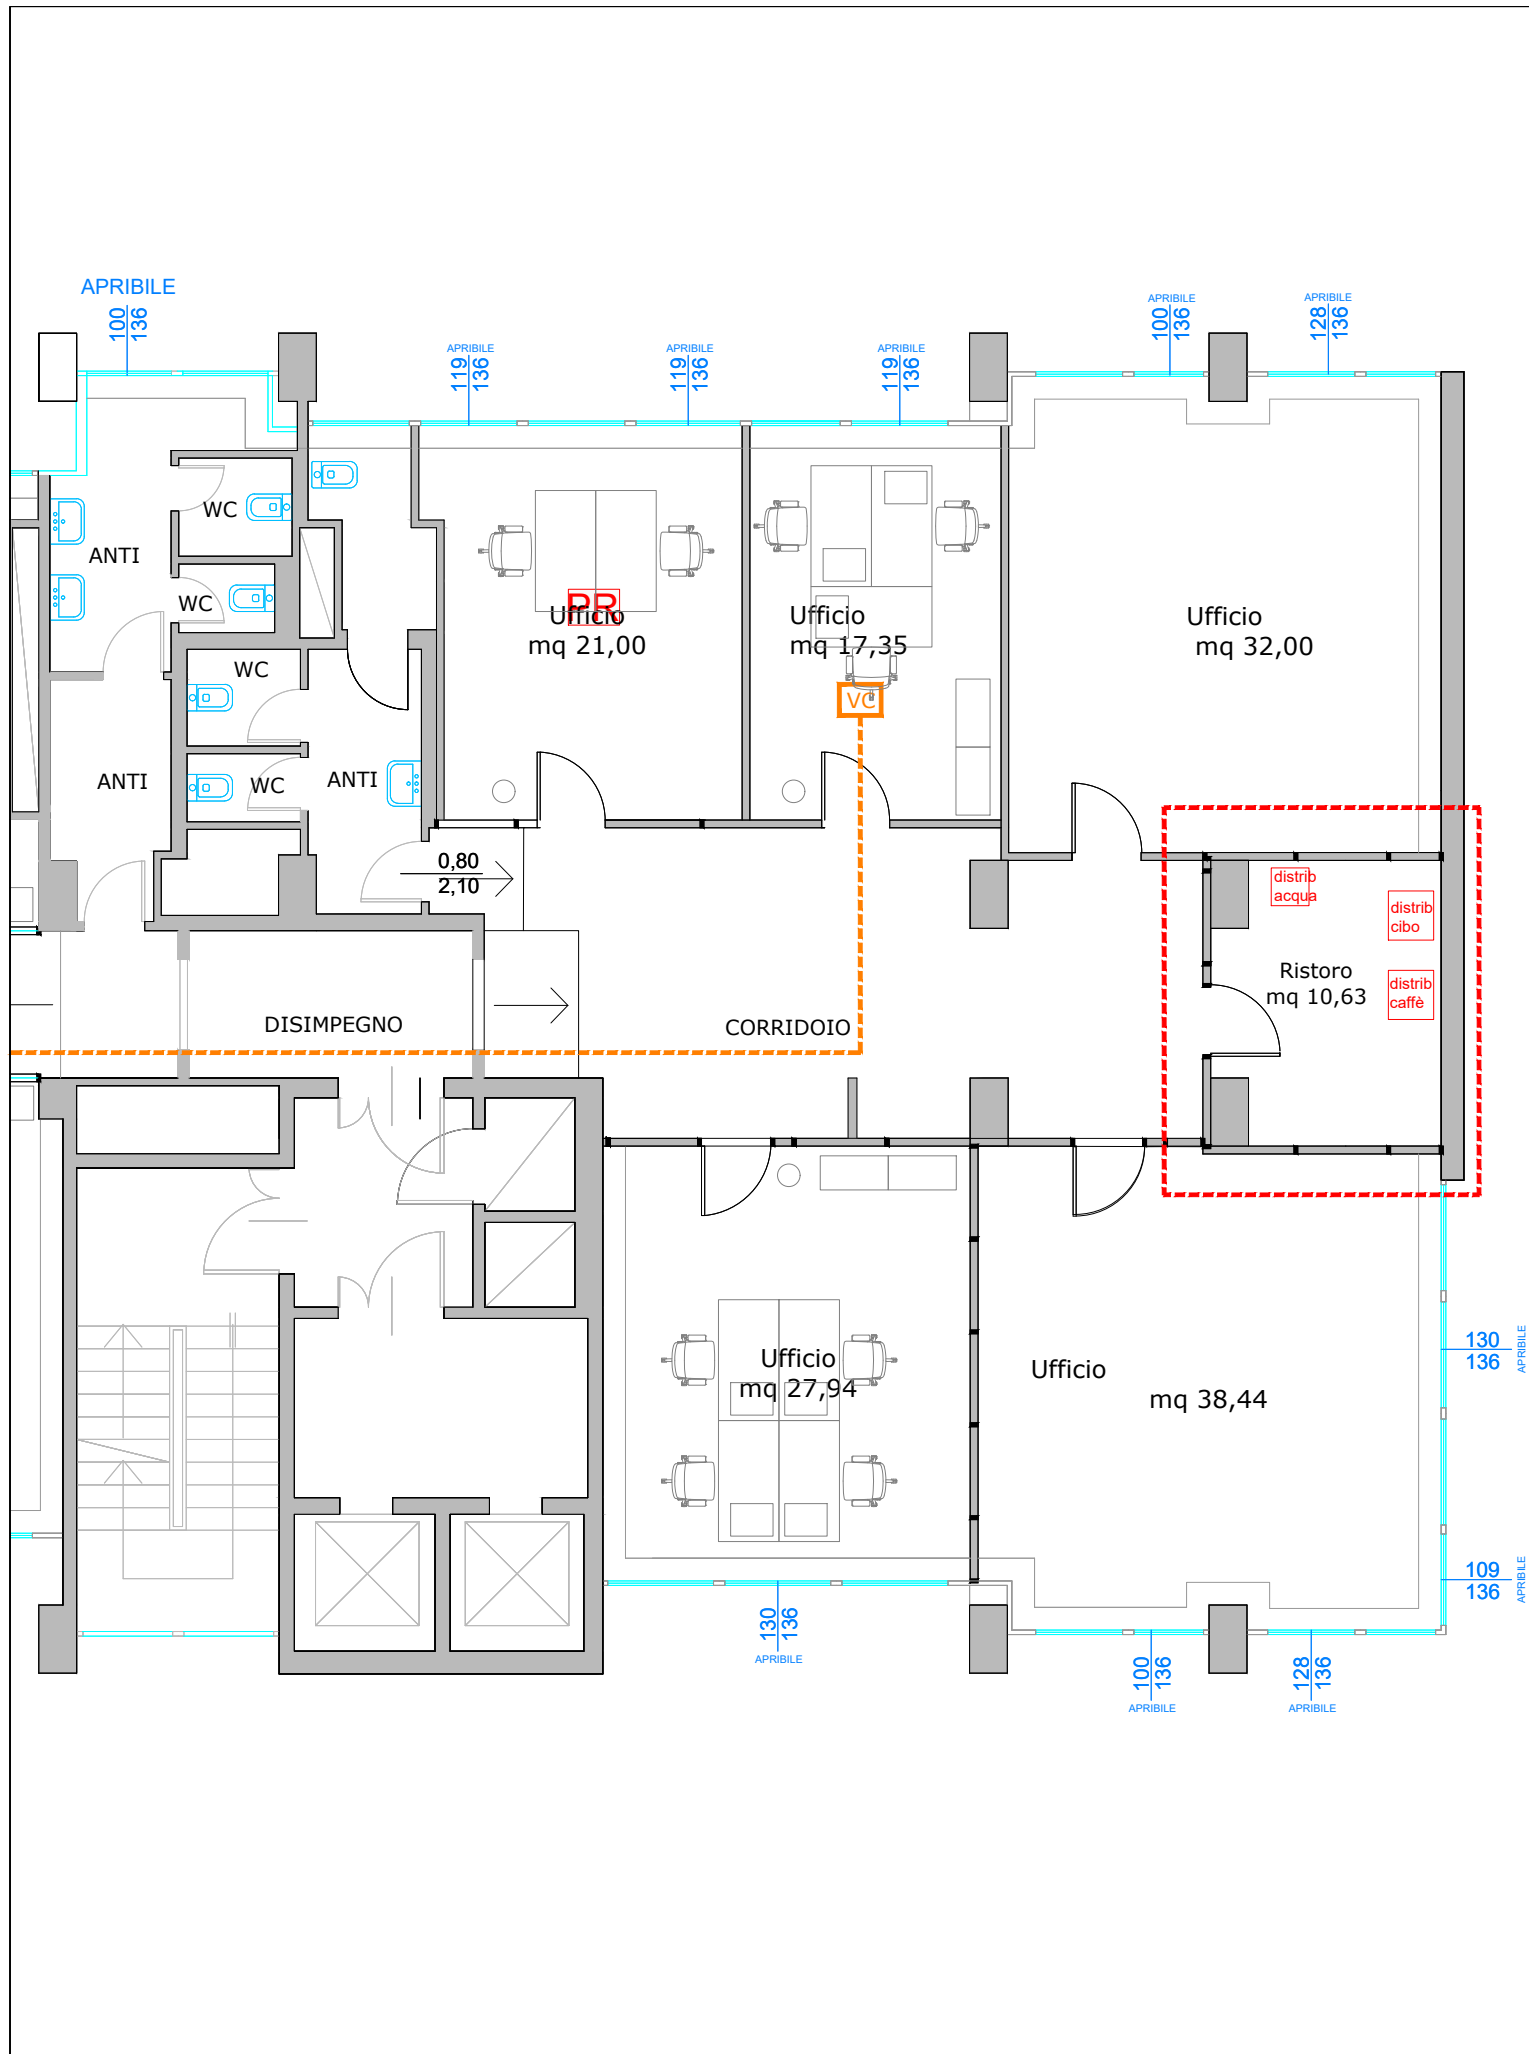 APRIBILE
100
136
APRIBILE
119
136
APRIBILE
119
136
APRIBILE
119
136
APRIBILE
100
136
APRIBILE
128
136
WC
ANTI
WC
WC
ANTI
WC
ANTI
PR
Ufficio
mq 21,00
Ufficio
mq 17,35
VC
Ufficio
mq 32,00
0,80
2,10
distrib
acqua
distrib
cibo
Ristoro
mq 10,63
distrib
caffè
DISIMPEGNO
CORRIDOIO
Ufficio
mq 27,94
Ufficio
mq 38,44
130
136
APRIBILE
109
136
APRIBILE
130
136
APRIBILE
100
136
APRIBILE
128
136
APRIBILE